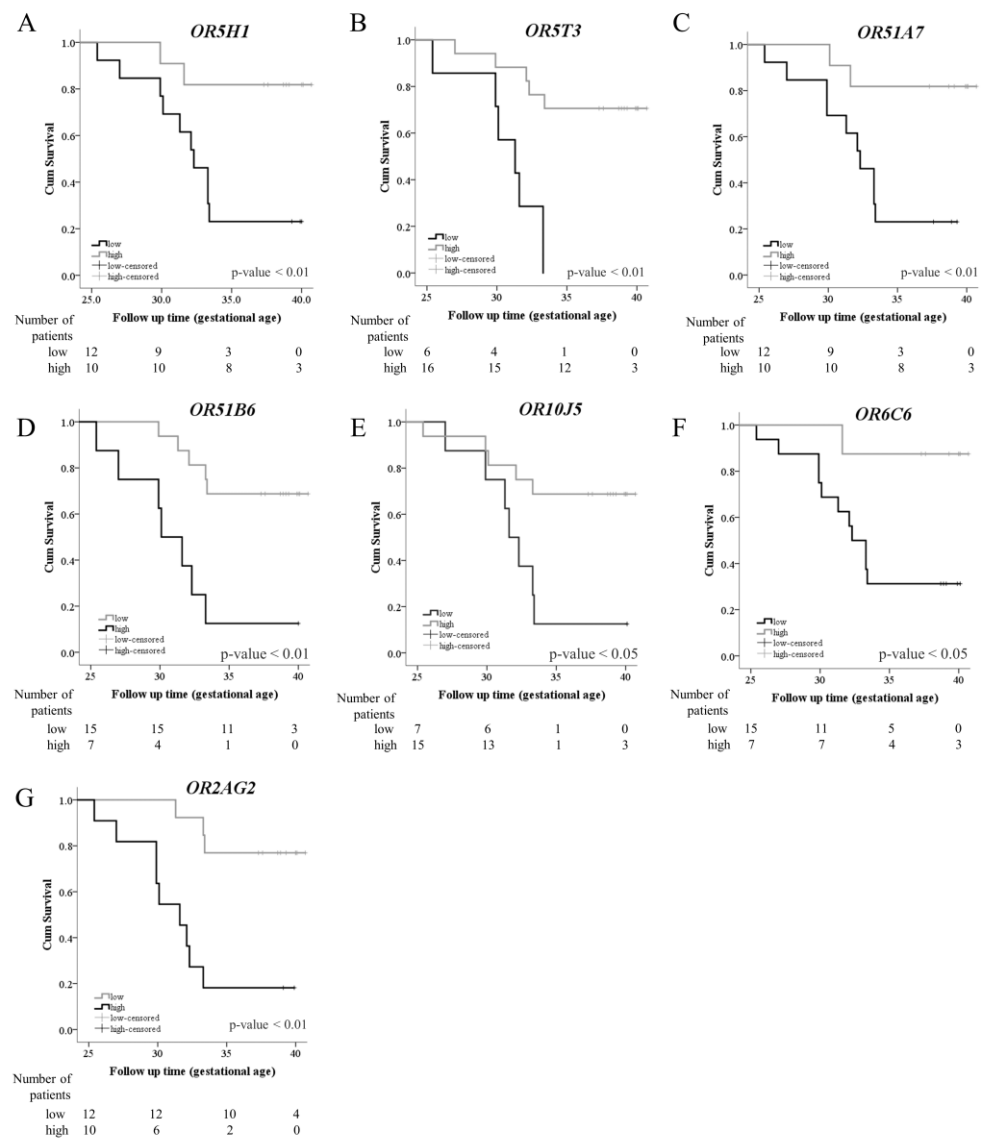 A
OR5H1
1.0
0.8
0.6
0.4
0.2
0.0
Cum Survival
low
high
low-censored
high-censored
p-value < 0.01
25.0 30.0 35.0 40.0
Follow up time (gestational age)
Number of
patients
low 12 9 3 0
high 10 10 8 3
B
OR5T3
1.0
0.8
0.6
0.4
0.2
0.0
Cum Survival
low
high
low-censored
high-censored
p-value < 0.01
25 30 35 40
Follow up time (gestational age)
low 6 4 1 0
high 16 15 12 3
C
OR51A7
1.0
0.8
0.6
0.4
0.2
0.0
Cum Survival
low
high
low-censored
high-censored
p-value < 0.01
25 30 35 40
Follow up time (gestational age)
Number of
patients
low 12 9 3 0
high 10 10 8 3
D
OR51B6
1.0
0.8
0.6
0.4
0.2
0.0
Cum Survival
low
high
low-censored
high-censored
p-value < 0.01
25 30 35 40
Follow up time (gestational age)
Number of
patients
low 15 15 11 3
high 7 4 1 0
E
OR10J5
1.0
0.8
0.6
0.4
0.2
0.0
Cum Survival
low
high
low-censored
high-censored
p-value < 0.05
25 30 35 40
Follow up time (gestational age)
Number of
patients
low 7 6 1 0
high 15 13 1 3
F
OR6C6
1.0
0.8
0.6
0.4
0.2
0.0
Cum Survival
low
high
low-censored
high-censored
p-value < 0.05
25 30 35 40
Follow up time (gestational age)
Number of
patients
low 15 11 5 0
high 7 7 4 3
G
OR2AG2
1.0
0.8
0.6
0.4
0.2
0.0
Cum Survival
low
high
low-censored
high-censored
p-value < 0.01
25 30 35 40
Follow up time (gestational age)
Number of
patients
low 12 12 10 4
high 10 6 2 0